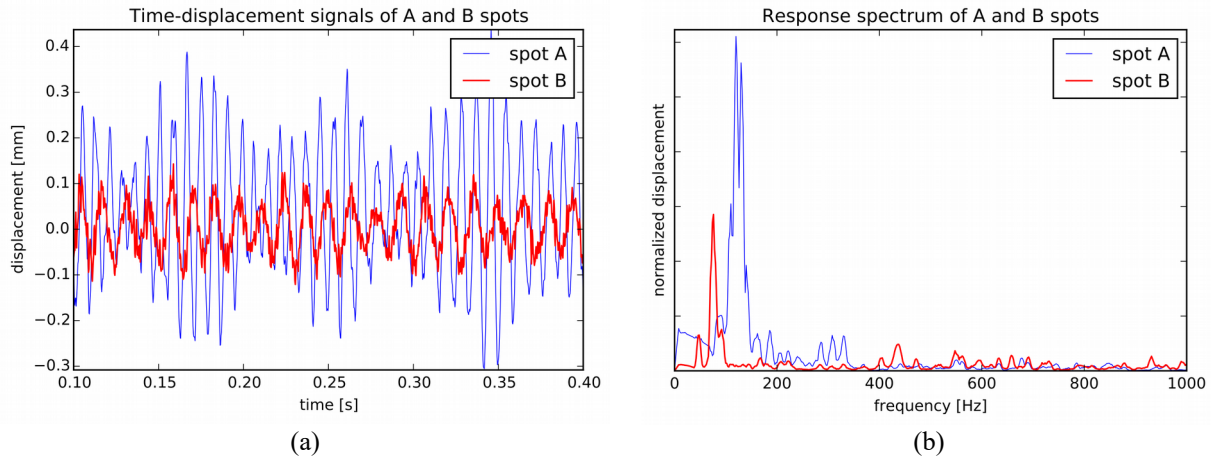 Time-displacement signals of A and B spots
spot A
spot B
displacement [mm]
0.4
0.3
0.2
0.1
0.0
−0.1
−0.2
−0.3
0.10
0.15
0.20
0.25
0.30
0.35
0.40
time [s]
(a)
Response spectrum of A and B spots
spot A
spot B
normalized displacement
0
200
400
600
800
1000
frequency [Hz]
(b)